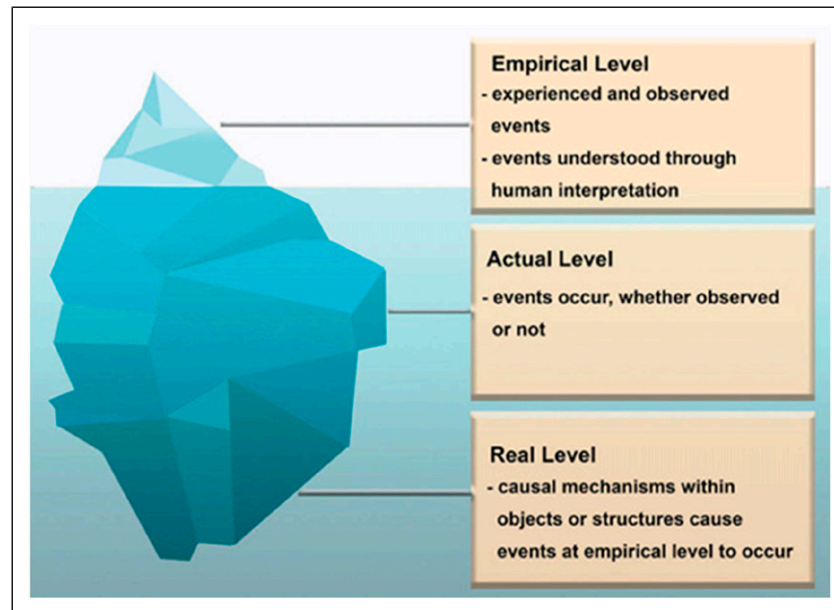 Empirical Level
- experienced and observed
events
- events understood through
human interpretation
Actual Level
- events occur, whether observed
or not
Real Level
- causal mechanisms within
objects or structures cause
events at empirical level to occur